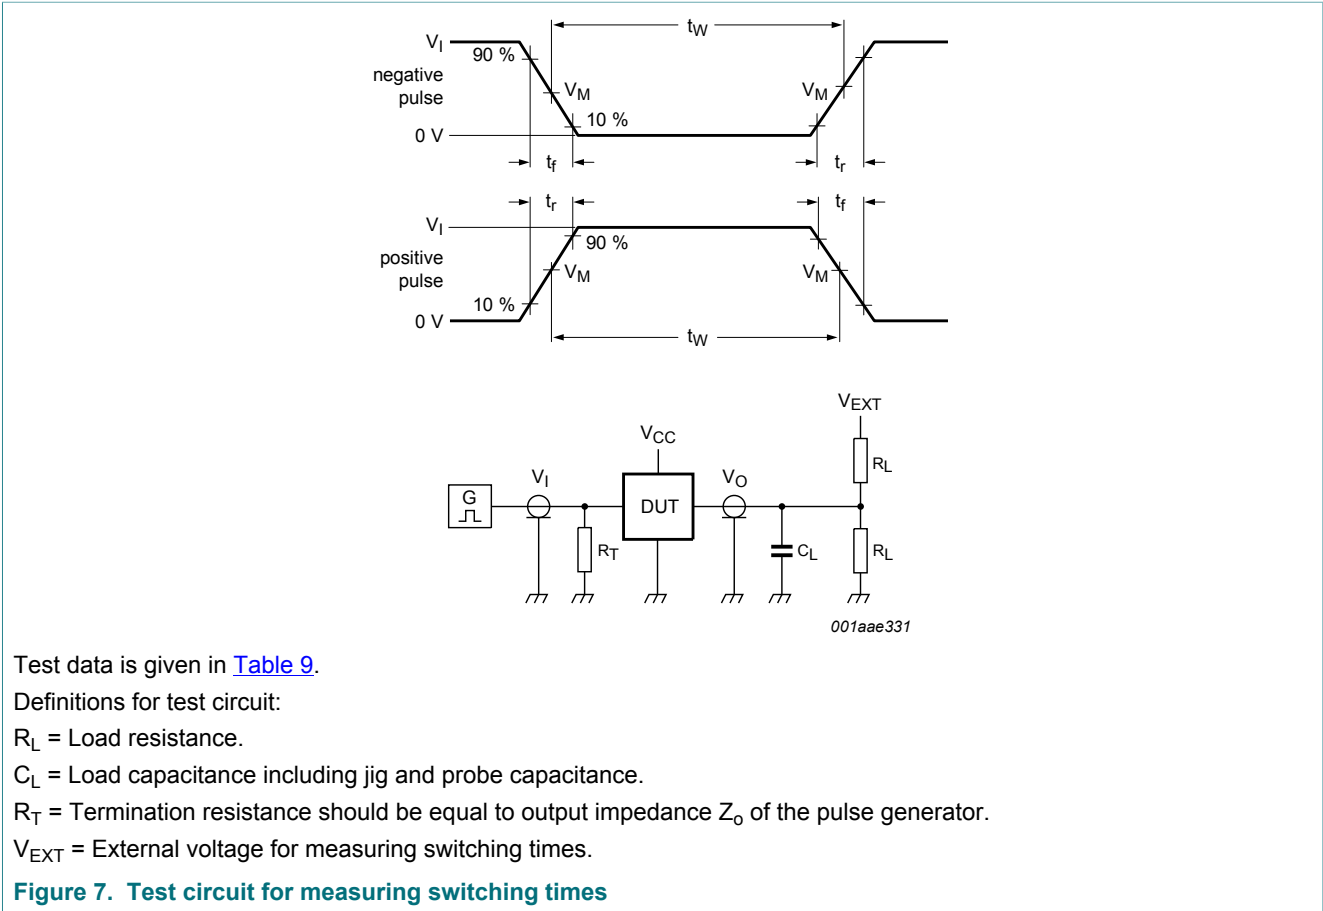 tW
VI
90 %
negative
pulse
VM
VM
10 %
0 V
tf
tr
tr
tf
VI
90 %
positive
pulse
VM
VM
10 %
0 V
tW
VEXT
VCC
RL
VI
VO
G
DUT
RT
CL
RL
001aae331
Test data is given in Table 9.
Definitions for test circuit:
RL = Load resistance.
CL = Load capacitance including jig and probe capacitance.
RT = Termination resistance should be equal to output impedance Zo of the pulse generator.
VEXT = External voltage for measuring switching times.
Figure 7. Test circuit for measuring switching times